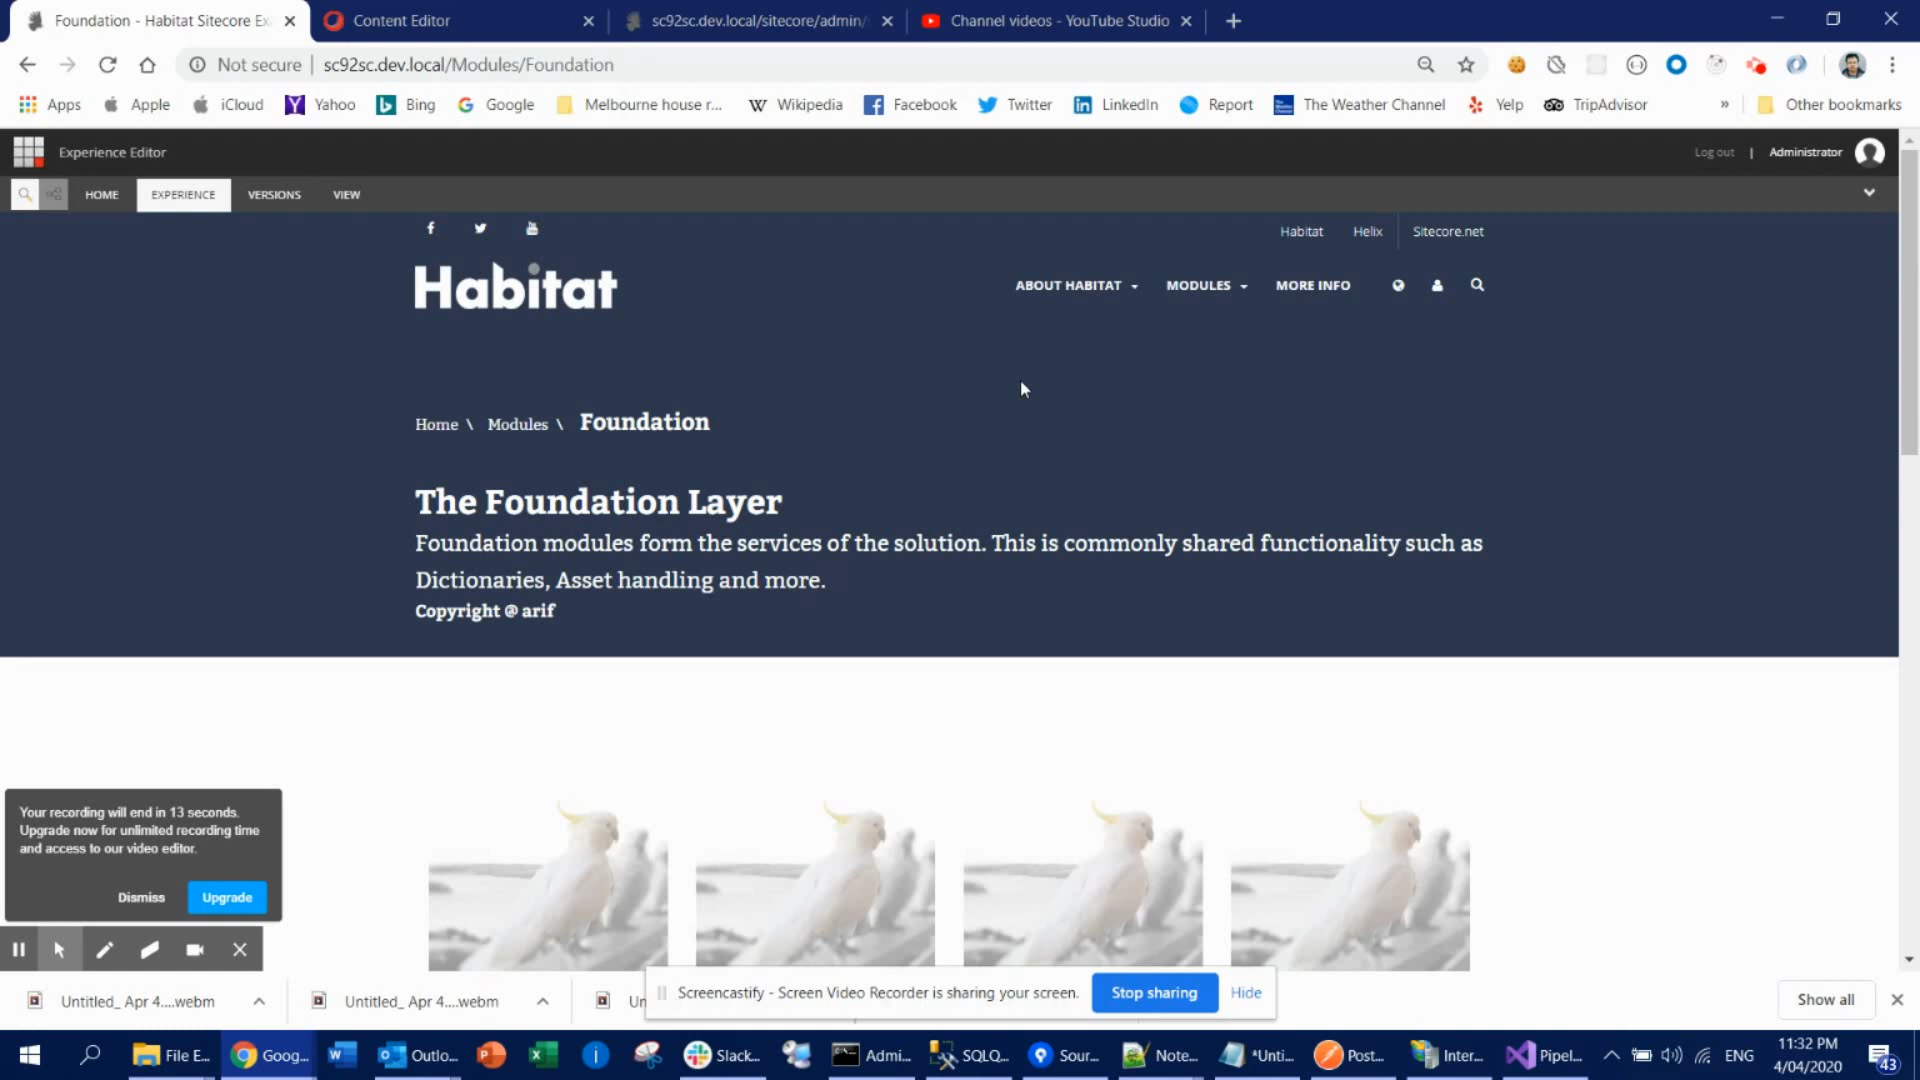 Foundation - Habitat Sitecore Ex
Content Editor
sc92sc.dev.local/sitecore/admin/
Channel videos - YouTube Studio
Not secure | sc92sc.dev.local/Modules/Foundation
Apps Apple iCloud Yahoo Bing Google Melbourne house r... Wikipedia Facebook Twitter LinkedIn Report The Weather Channel Yelp TripAdvisor » Other bookmarks
Experience Editor
Log out | Administrator
HOME EXPERIENCE VERSIONS VIEW
Habitat Helix Sitecore.net
Habitat
ABOUT HABITAT MODULES MORE INFO
Home \ Modules \ Foundation
The Foundation Layer
Foundation modules form the services of the solution. This is commonly shared functionality such as
Dictionaries, Asset handling and more.
Copyright @ arif
Your recording will end in 13 seconds.
Upgrade now for unlimited recording time
and access to our video editor.
Dismiss Upgrade
Untitled_ Apr 4....webm
Untitled_ Apr 4....webm
Un
Screencastify - Screen Video Recorder is sharing your screen.
Stop sharing
Hide
Show all
File E... Goog... Outlo... Slack... Admi... SQLQ... Sour... Note... *Unti... Post... Inter... Pipel... ENG
11:32 PM
4/04/2020
43